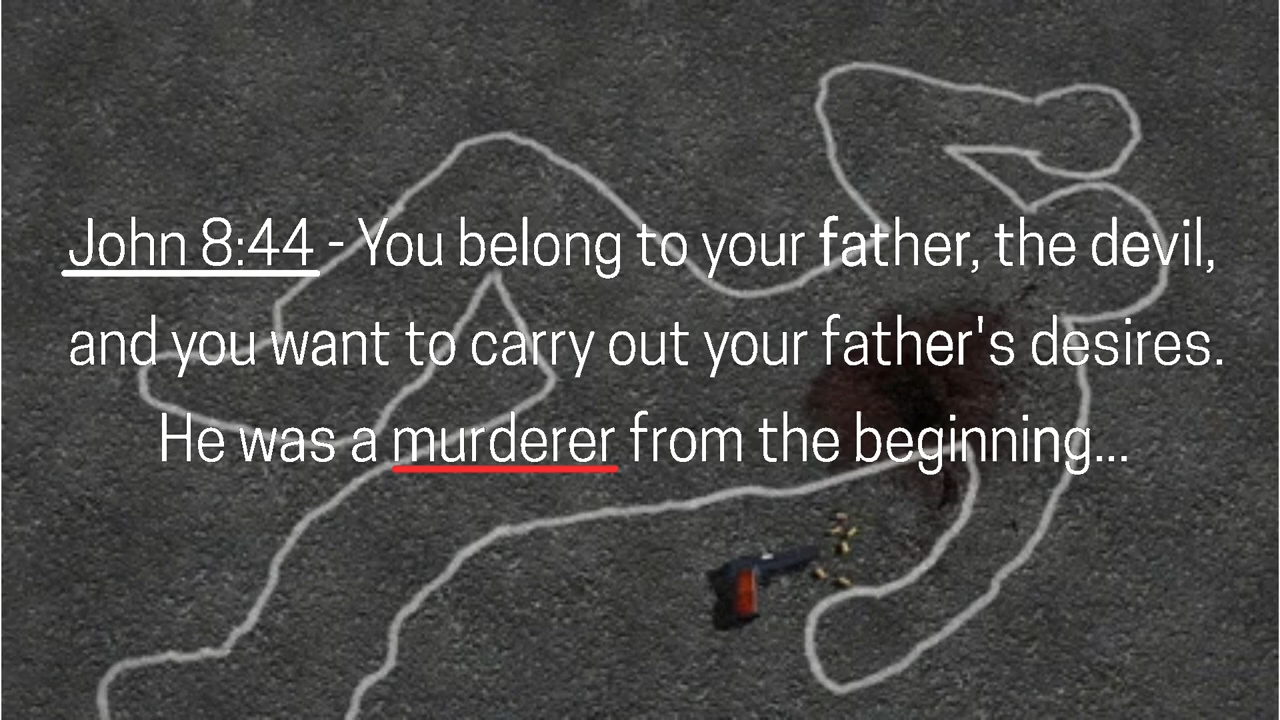 John 8:44 - You belong to your father, the devil,
and you want to carry out your father's desires.
He was a murderer from the beginning...